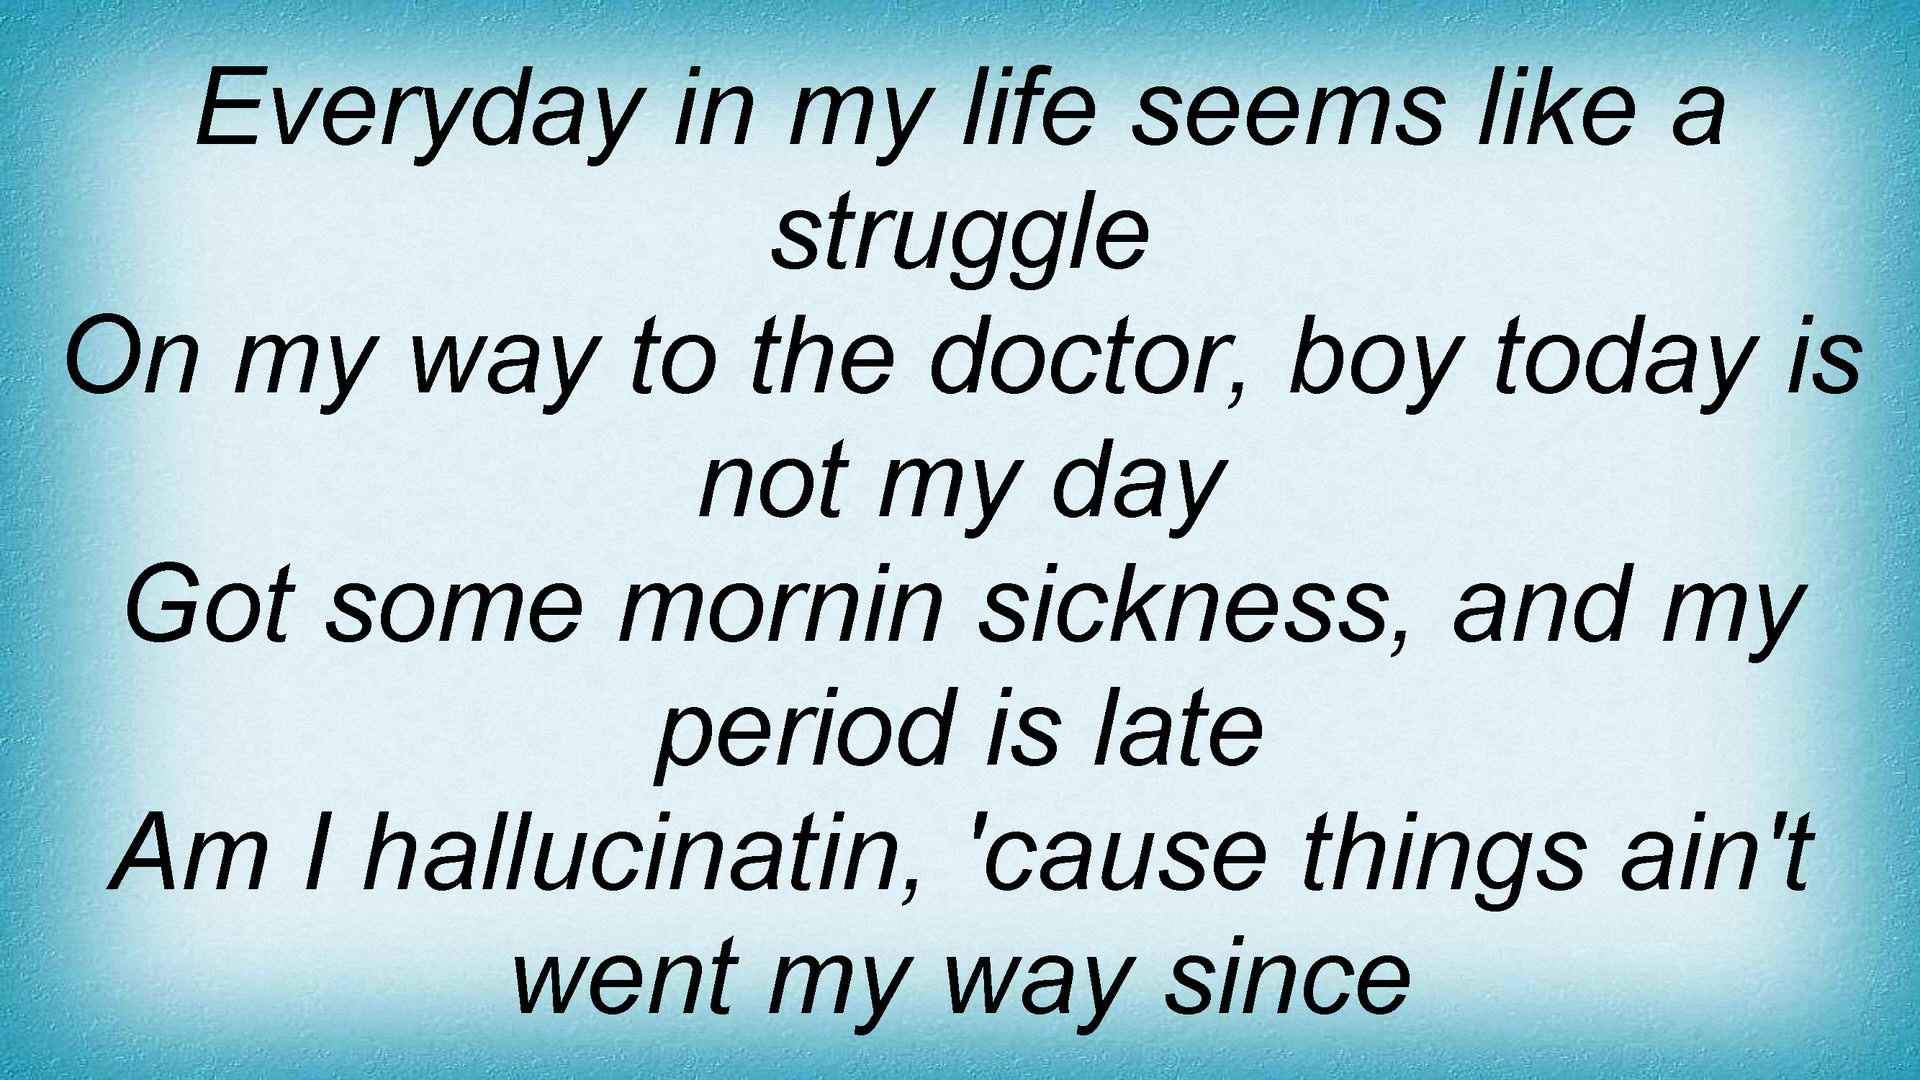 Everyday in my life seems like a
struggle
On my way to the doctor, boy today is
not my day
Got some mornin sickness, and my
period is late
Am I hallucinatin, 'cause things ain't
went my way since